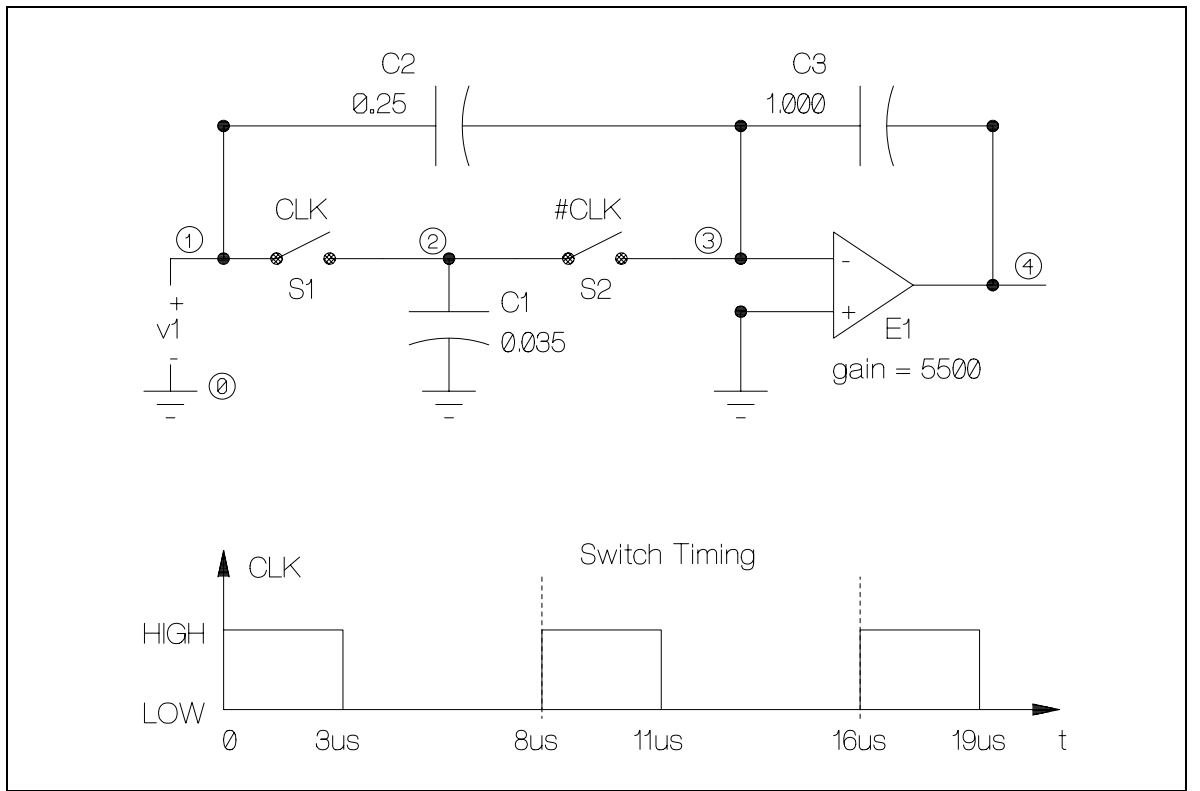 C2
0.25
C3
1.000
CLK
#CLK
1
2
3
4
S1
S2
+
v1
-
C1
0.035
-
+
E1
gain = 5500
0
Switch Timing
CLK
HIGH
LOW
0 3us 8us 11us 16us 19us t